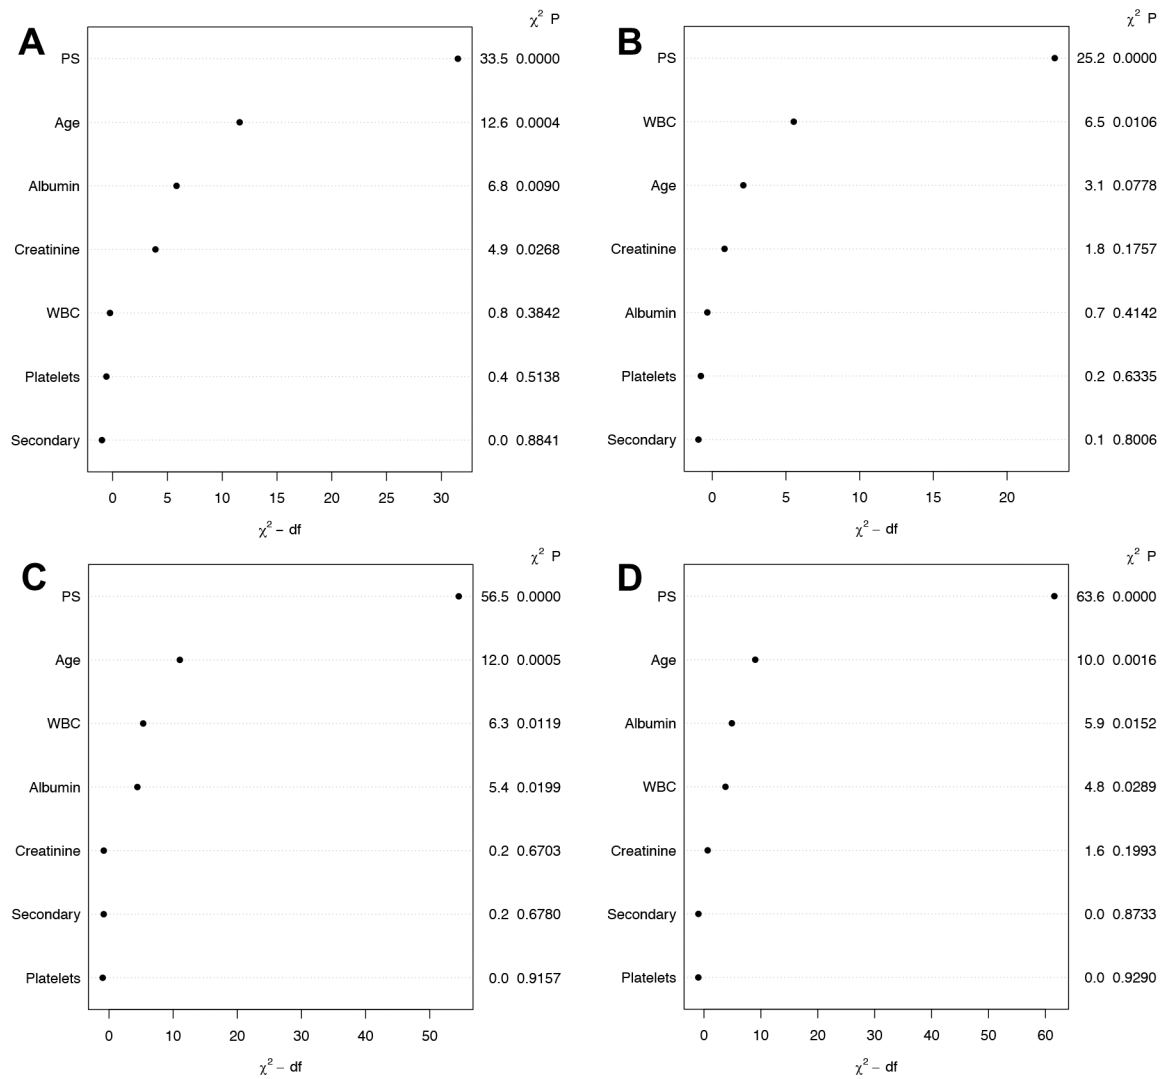 A
χ² P
PS 33.5 0.0000
Age 12.6 0.0004
Albumin 6.8 0.0090
Creatinine 4.9 0.0268
WBC 0.8 0.3842
Platelets 0.4 0.5138
Secondary 0.0 0.8841
0 5 10 15 20 25 30
χ² – df
B
χ² P
PS 25.2 0.0000
WBC 6.5 0.0106
Age 3.1 0.0778
Creatinine 1.8 0.1757
Albumin 0.7 0.4142
Platelets 0.2 0.6335
Secondary 0.1 0.8006
0 5 10 15 20
χ² – df
C
χ² P
PS 56.5 0.0000
Age 12.0 0.0005
WBC 6.3 0.0119
Albumin 5.4 0.0199
Creatinine 0.2 0.6703
Secondary 0.2 0.6780
Platelets 0.0 0.9157
0 10 20 30 40 50
χ² – df
D
χ² P
PS 63.6 0.0000
Age 10.0 0.0016
Albumin 5.9 0.0152
WBC 4.8 0.0289
Creatinine 1.6 0.1993
Secondary 0.0 0.8733
Platelets 0.0 0.9290
0 10 20 30 40 50 60
χ² – df